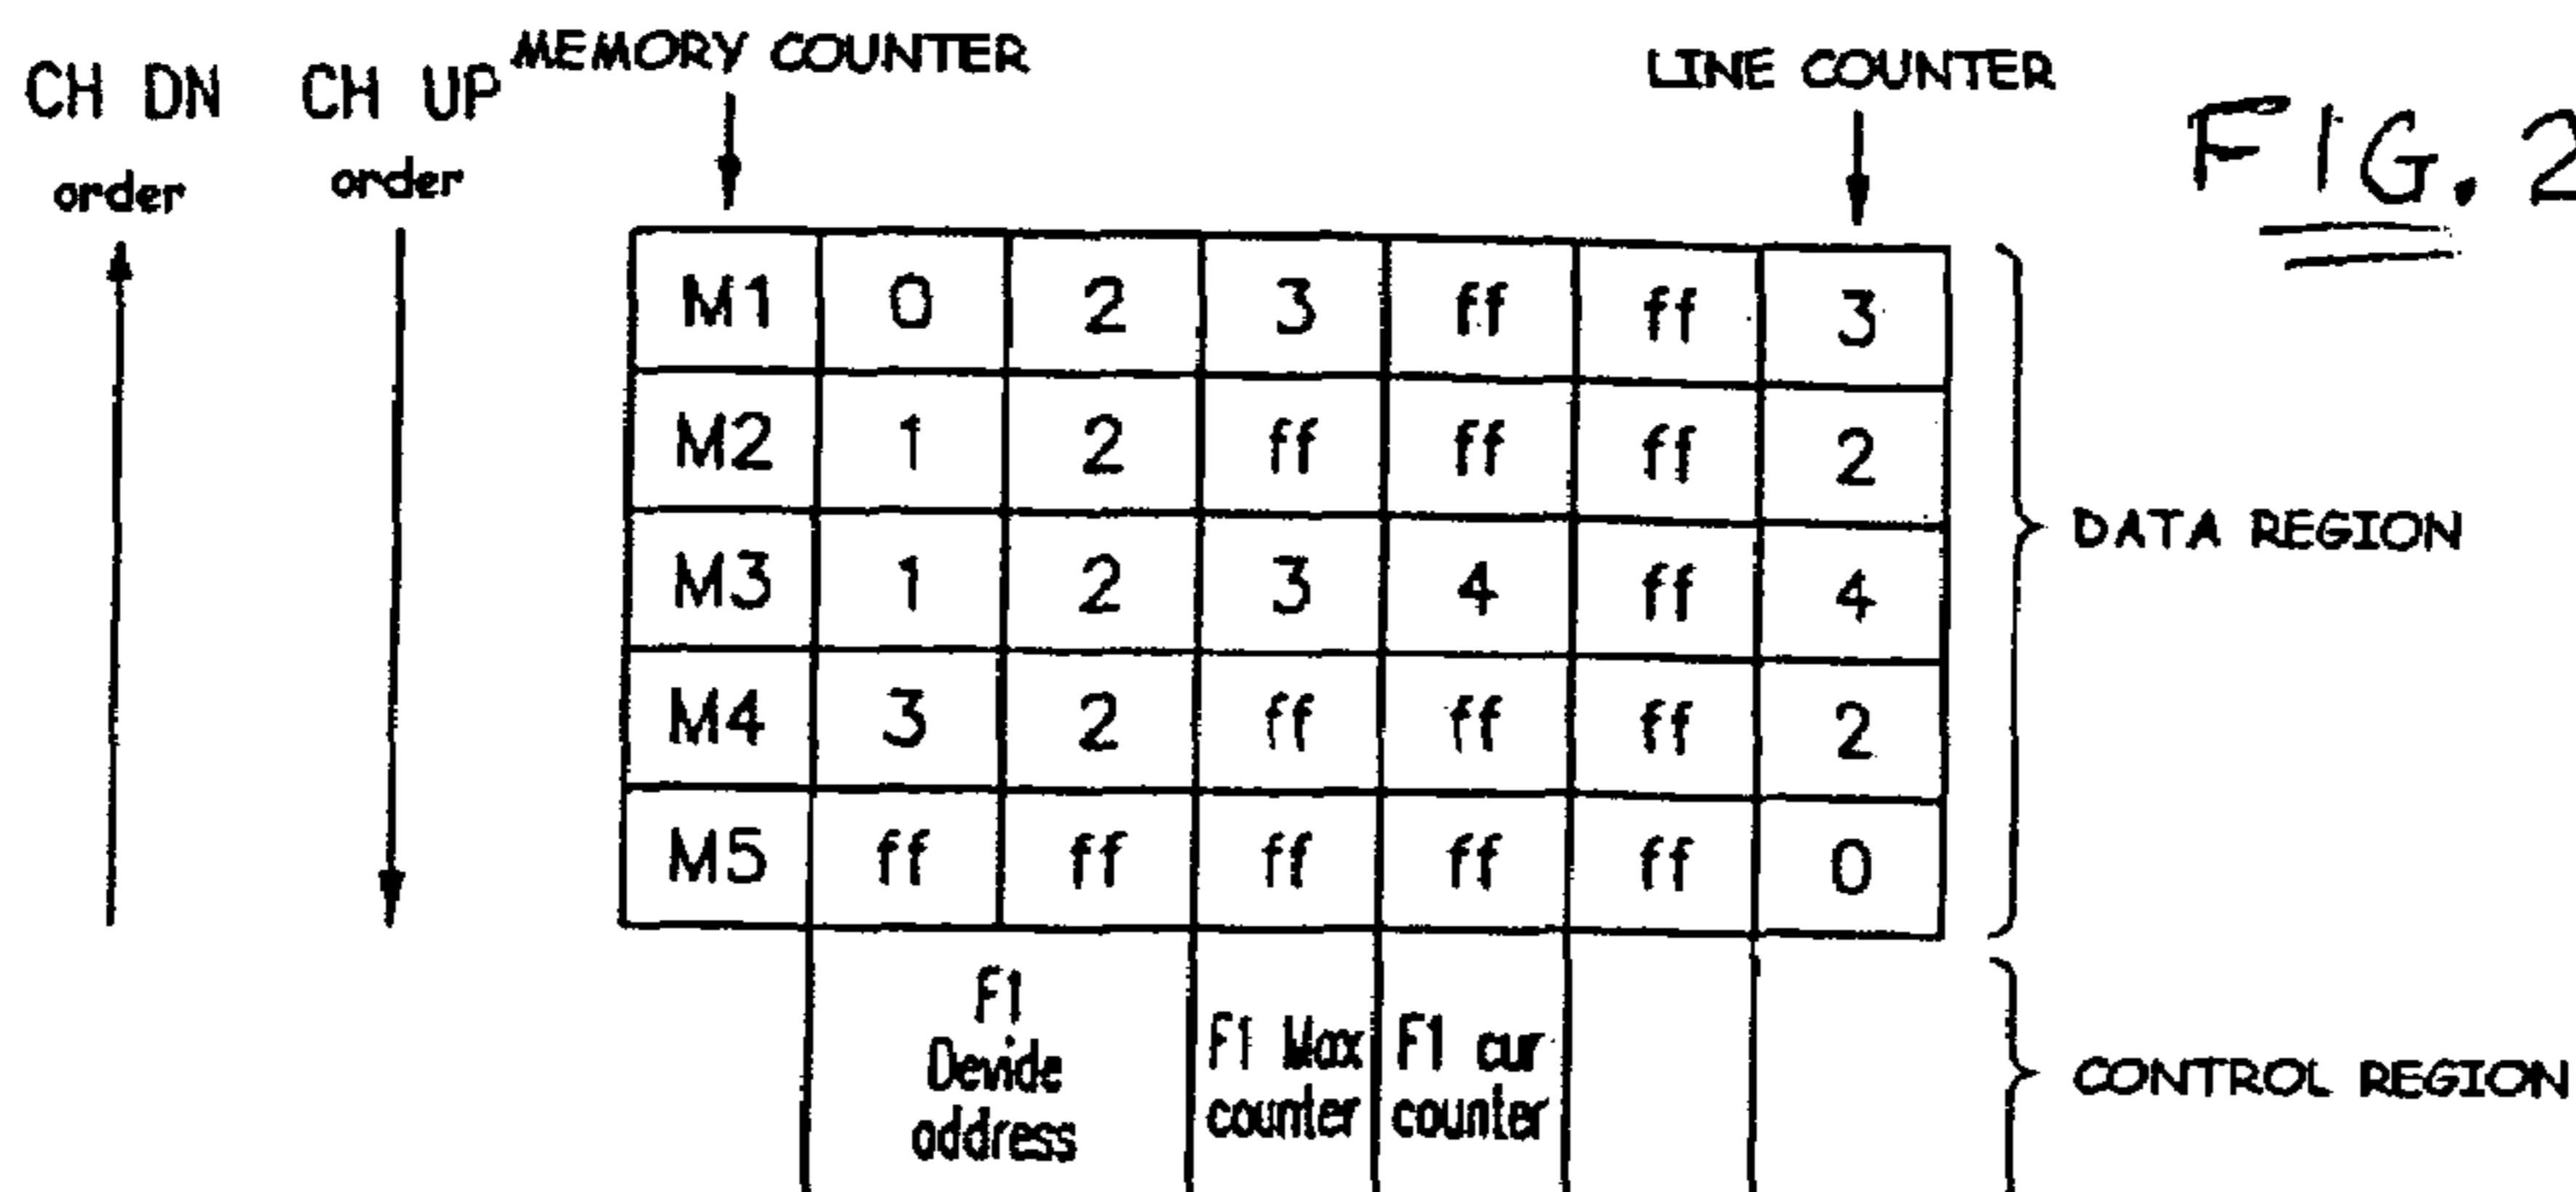 CH DN CH UP MEMORY COUNTER LINE COUNTER
order order
FIG. 2
M1 0 2 3 ff ff 3
M2 1 2 ff ff ff 2
M3 1 2 3 4 ff 4
M4 3 2 ff ff ff 2
M5 ff ff ff ff ff 0
DATA REGION
F1
Devide
address
F1 Max
counter
F1 cur
counter
CONTROL REGION